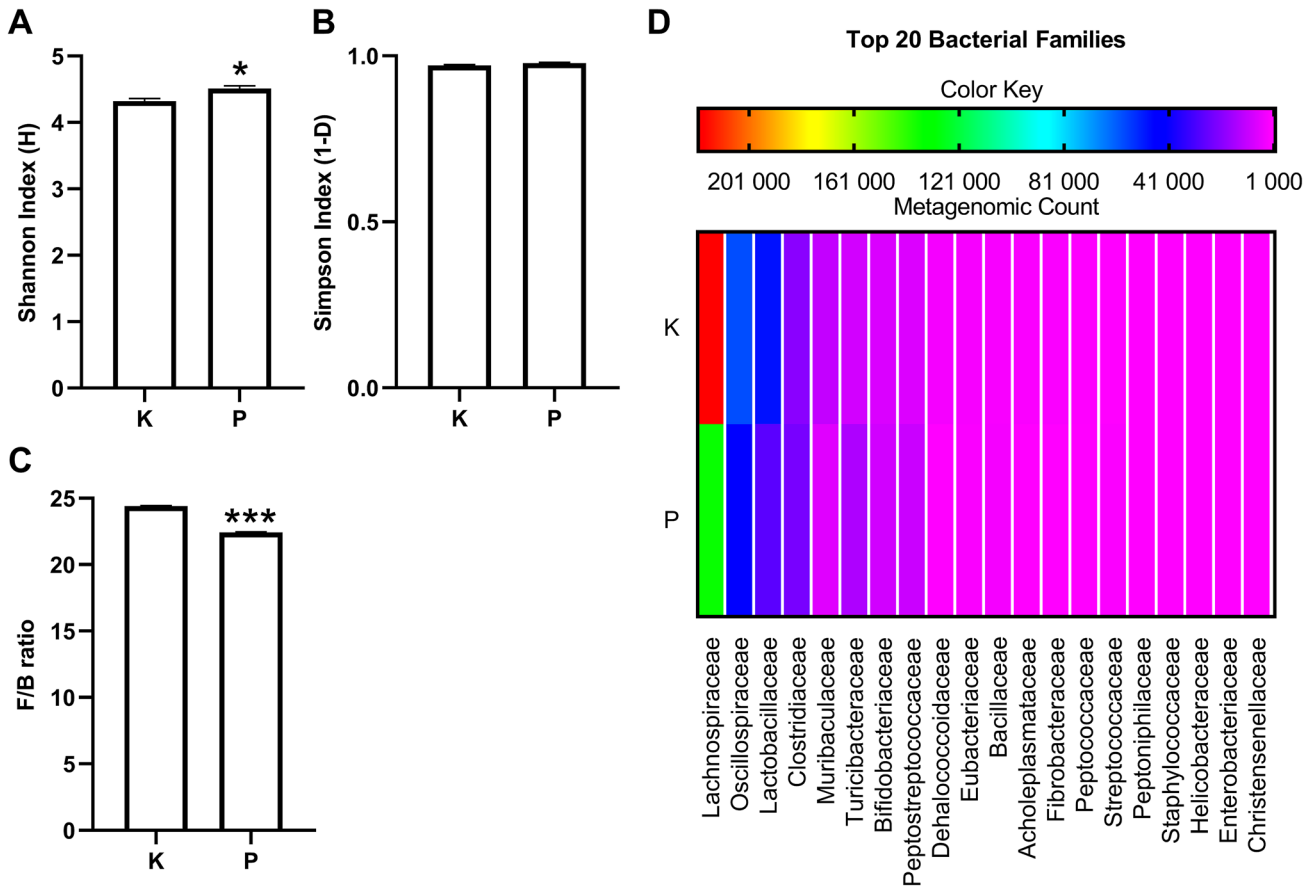 A
Shannon Index (H)
5
4
3
2
1
0
*
K
P
B
Simpson Index (1-D)
1.0
0.5
0.0
K
P
C
F/B ratio
25
20
15
10
5
0
***
K
P
D
Top 20 Bacterial Families
Color Key
201 000 161 000 121 000 81 000 41 000 1 000
Metagenomic Count
K
P
Lachnospiraceae
Oscillospiraceae
Lactobacillaceae
Clostridiaceae
Muribaculaceae
Turicibacteraceae
Bifidobacteriaceae
Peptostreptococcaceae
Dehalococcoidaceae
Eubacteriaceae
Bacillaceae
Acholeplasmataceae
Fibrobacteraceae
Peptococcaceae
Streptococcaceae
Peptoniphilaceae
Staphylococcaceae
Helicobacteraceae
Enterobacteriaceae
Christensenellaceae